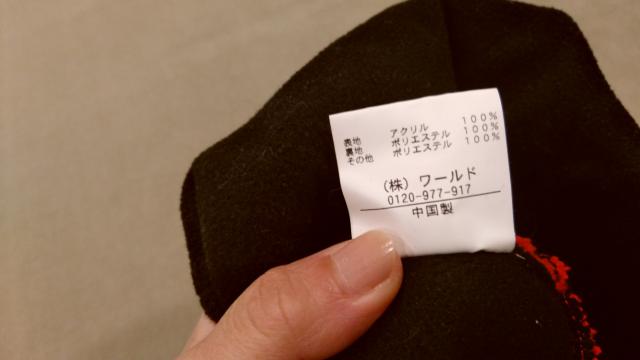 表地 アクリル 100%
裏地 ポリエステル 100%
その他 ポリエステル 100%
(株)ワールド
0120-977-917
中国製